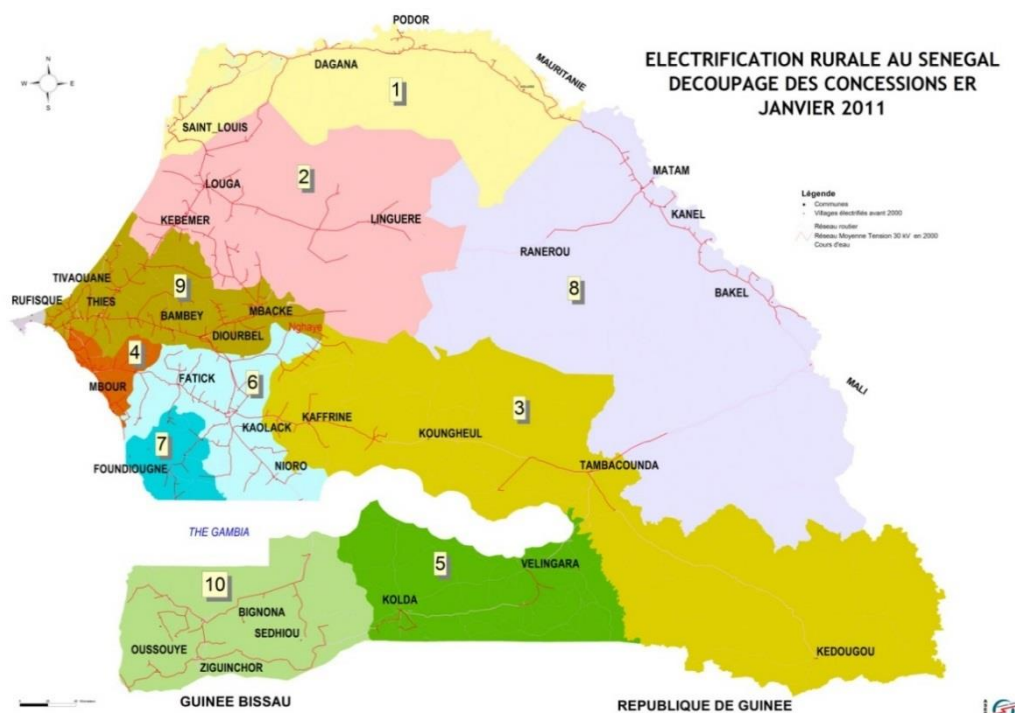 ELECTRIFICATION RURALE AU SENEGAL
DECOUPAGE DES CONCESSIONS ER
JANVIER 2011
N
W E
S
PODOR
DAGANA
MAURITANIE
1
SAINT_LOUIS
2
LOUGA
MATAM
KEBEMER
LINGUERE
KANEL
Légende
Communes
Villages électrifiés avant 2000
Réseau routier
Réseau Moyenne Tension 30 kV en 2000
Cours d'eau
RANEROU
TIVAOUANE
9
8
BAKEL
RUFISQUE
THIES
BAMBEY
MBACKE
DIOURBEL
4
MBOUR
FATICK
6
MALI
3
KAFFRINE
KAOLACK
KOUNGHEUL
7
FOUNDIOUGNE
NIORO
TAMBACOUNDA
THE GAMBIA
5
VELINGARA
10
KOLDA
BIGNONA
SEDHIOU
OUSSOUYE
ZIGUINCHOR
KEDOUGOU
GUINEE BISSAU
REPUBLIQUE DE GUINEE